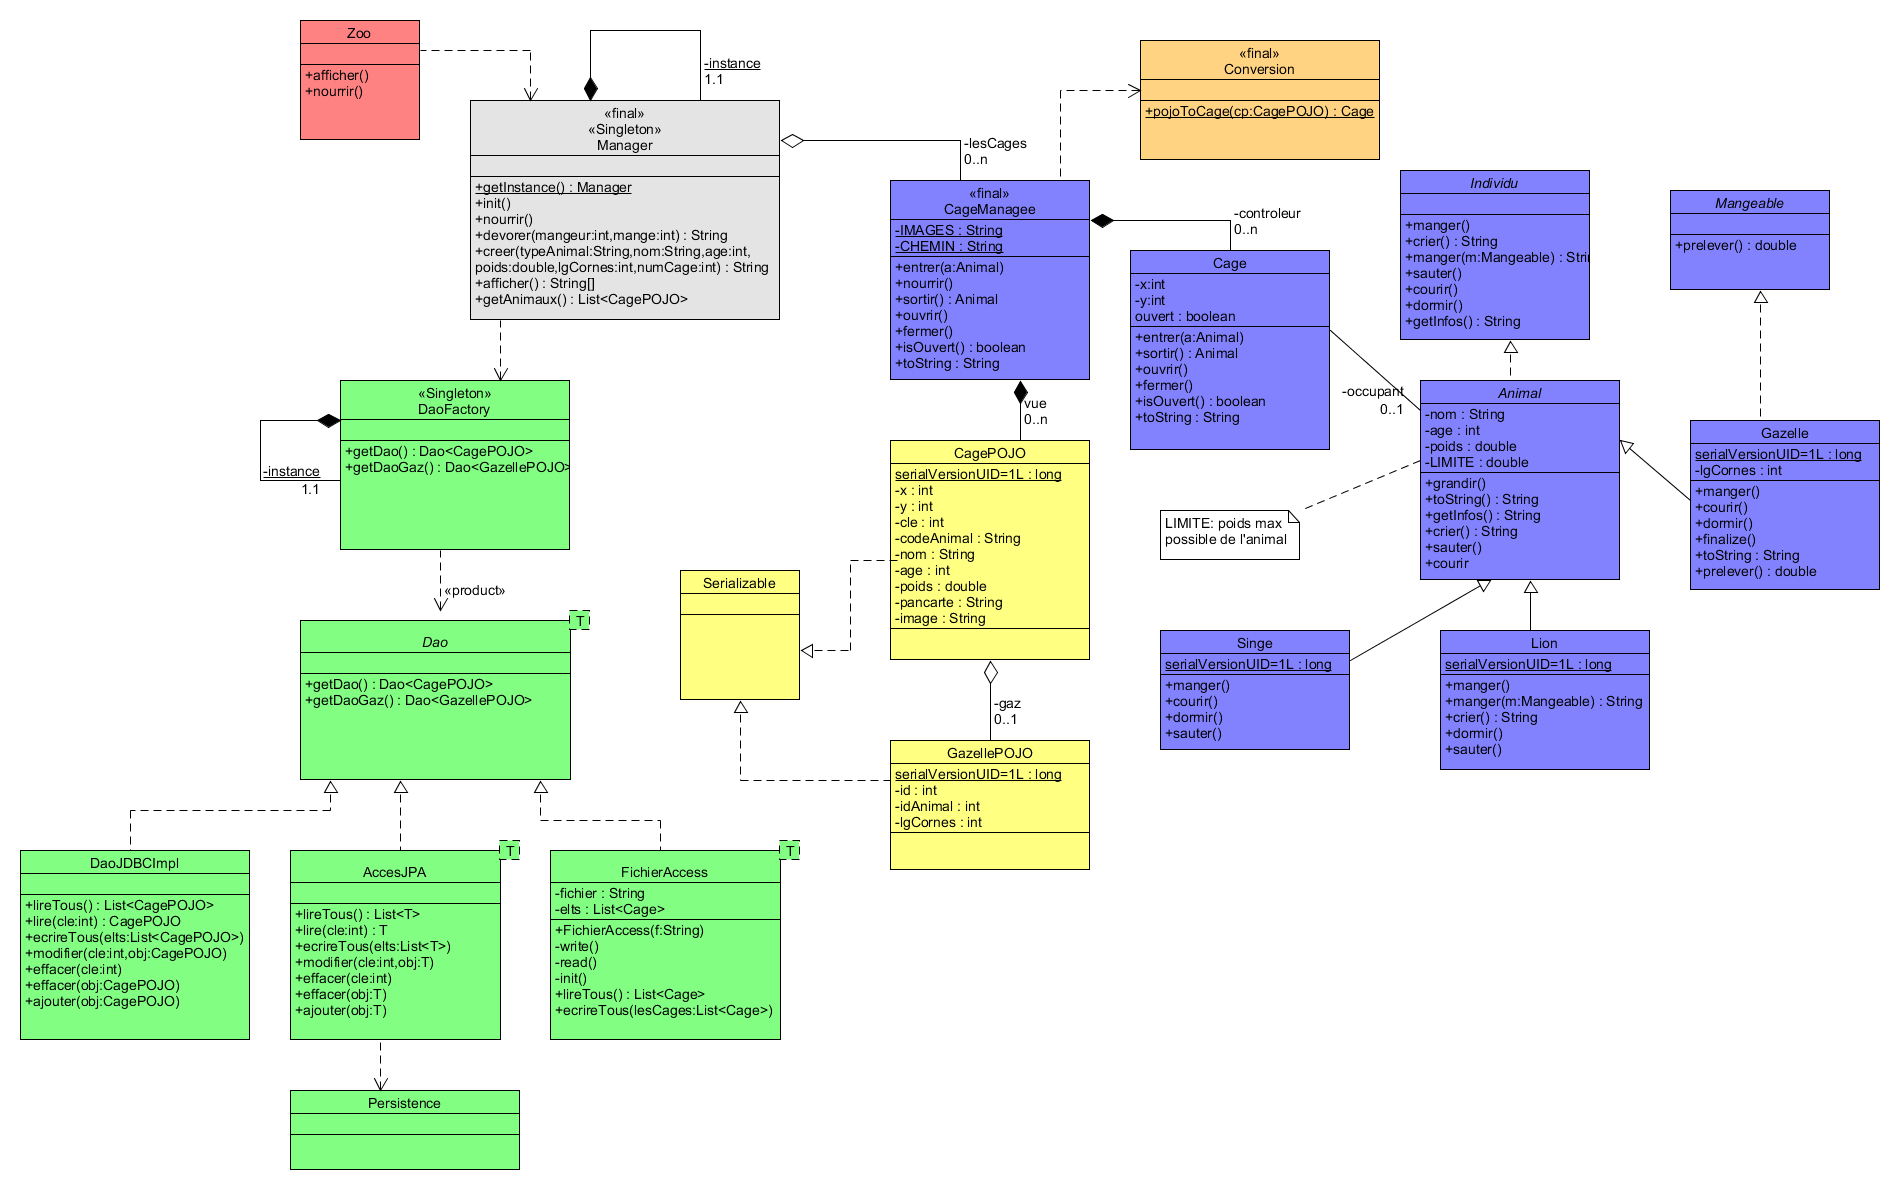 Zoo
+afficher()
+nourrir()
-instance
1.1
«final»
«Singleton»
Manager
+getInstance() : Manager
+init()
+nourrir()
+devorer(mangeur:int,mange:int) : String
+creer(typeAnimal:String,nom:String,age:int,
poids:double,lgCornes:int,numCage:int) : String
+afficher() : String[]
+getAnimaux() : List<CagePOJO>
-lesCages
0..n
«final»
Conversion
+pojoToCage(cp:CagePOJO) : Cage
«final»
CageManagee
-IMAGES : String
-CHEMIN : String
+entrer(a:Animal)
+nourrir()
+sortir() : Animal
+ouvrir()
+fermer()
+isOuvert() : boolean
+toString : String
-controleur
0..n
Cage
-x:int
-y:int
ouvert : boolean
+entrer(a:Animal)
+sortir() : Animal
+ouvrir()
+fermer()
+isOuvert() : boolean
+toString : String
Individu
+manger()
+crier() : String
+manger(m:Mangeable) : Stri
+sauter()
+courir()
+dormir()
+getInfos() : String
Mangeable
+prelever() : double
-occupant
0..1
Animal
-nom : String
-age : int
-poids : double
-LIMITE : double
+grandir()
+toString() : String
+getInfos() : String
+crier() : String
+sauter()
+courir
Gazelle
serialVersionUID=1L : long
-lgCornes : int
+manger()
+courir()
+dormir()
+finalize()
+toString : String
+prelever() : double
LIMITE: poids max
possible de l'animal
Singe
serialVersionUID=1L : long
+manger()
+courir()
+dormir()
+sauter()
Lion
serialVersionUID=1L : long
+manger()
+manger(m:Mangeable) : String
+crier() : String
+dormir()
+sauter()
«Singleton»
DaoFactory
+getDao() : Dao<CagePOJO>
+getDaoGaz() : Dao<GazellePOJO>
-instance
1.1
«product»
vue
0..n
CagePOJO
serialVersionUID=1L : long
-x : int
-y : int
-cle : int
-codeAnimal : String
-nom : String
-age : int
-poids : double
-pancarte : String
-image : String
Serializable
-gaz
0..1
GazellePOJO
serialVersionUID=1L : long
-id : int
-idAnimal : int
-lgCornes : int
T
Dao
+getDao() : Dao<CagePOJO>
+getDaoGaz() : Dao<GazellePOJO>
DaoJDBCImpl
+lireTous() : List<CagePOJO>
+lire(cle:int) : CagePOJO
+ecrireTous(elts:List<CagePOJO>)
+modifier(cle:int,obj:CagePOJO)
+effacer(cle:int)
+effacer(obj:CagePOJO)
+ajouter(obj:CagePOJO)
T
AccesJPA
+lireTous() : List<T>
+lire(cle:int) : T
+ecrireTous(elts:List<T>)
+modifier(cle:int,obj:T)
+effacer(cle:int)
+effacer(obj:T)
+ajouter(obj:T)
T
FichierAccess
-fichier : String
-elts : List<Cage>
+FichierAccess(f:String)
-write()
-read()
-init()
+lireTous() : List<Cage>
+ecrireTous(lesCages:List<Cage>)
Persistence